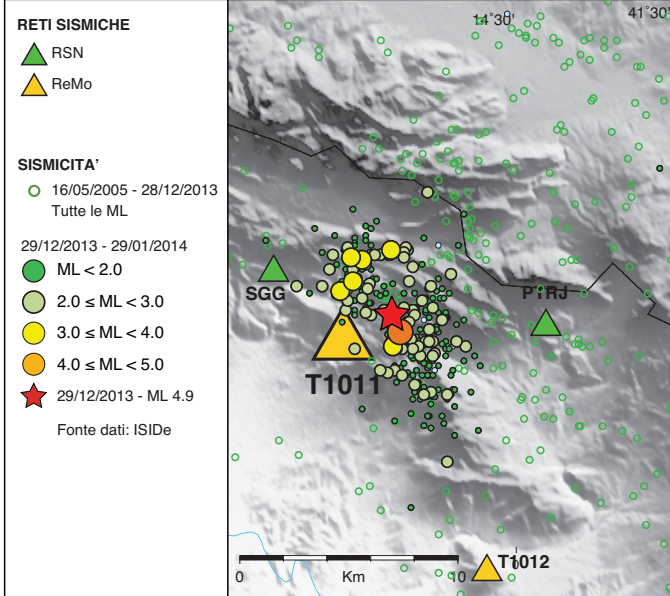 RETI SISMICHE
RSN
ReMo
SISMICITA'
16/05/2005 - 28/12/2013
Tutte le ML
29/12/2013 - 29/01/2014
ML < 2.0
2.0 ≤ ML < 3.0
3.0 ≤ ML < 4.0
4.0 ≤ ML < 5.0
29/12/2013 - ML 4.9
Fonte dati: ISIDe
14˚30'
41˚30'
SGG
PTRJ
T1011
T1012
0
Km
10
0